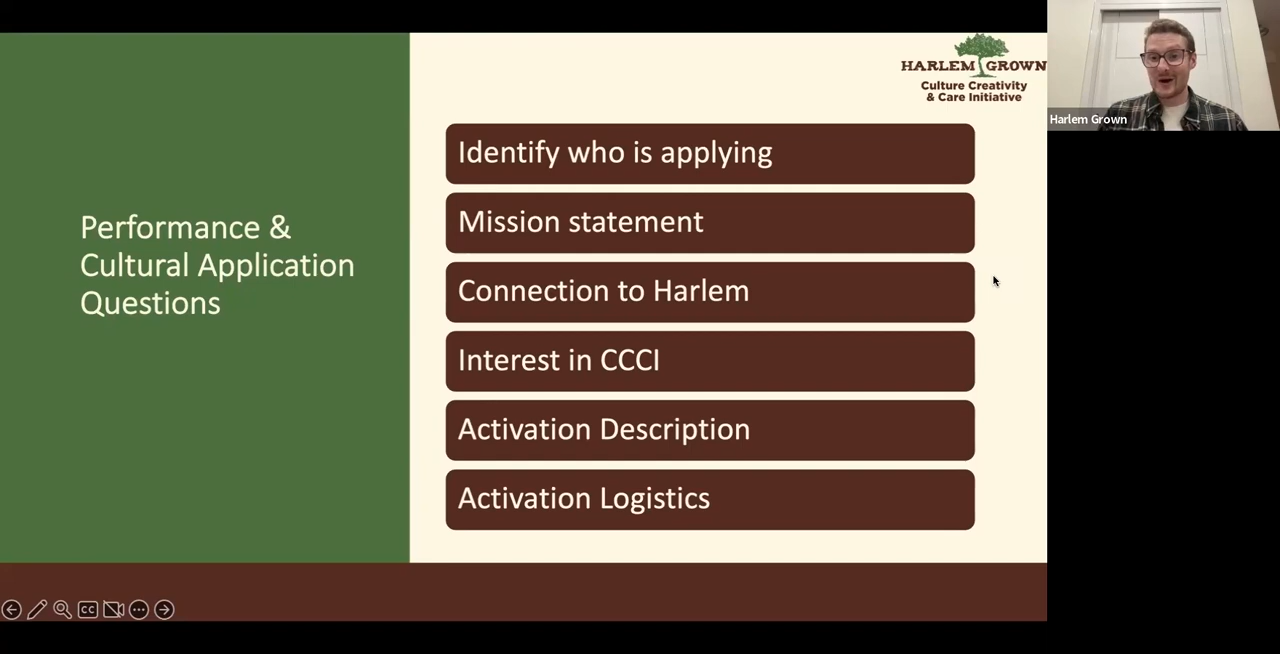 HARLEM GROWN
Culture Creativity
& Care Initiative
Harlem Grown
Performance &
Cultural Application
Questions
Identify who is applying
Mission statement
Connection to Harlem
Interest in CCCI
Activation Description
Activation Logistics
CC